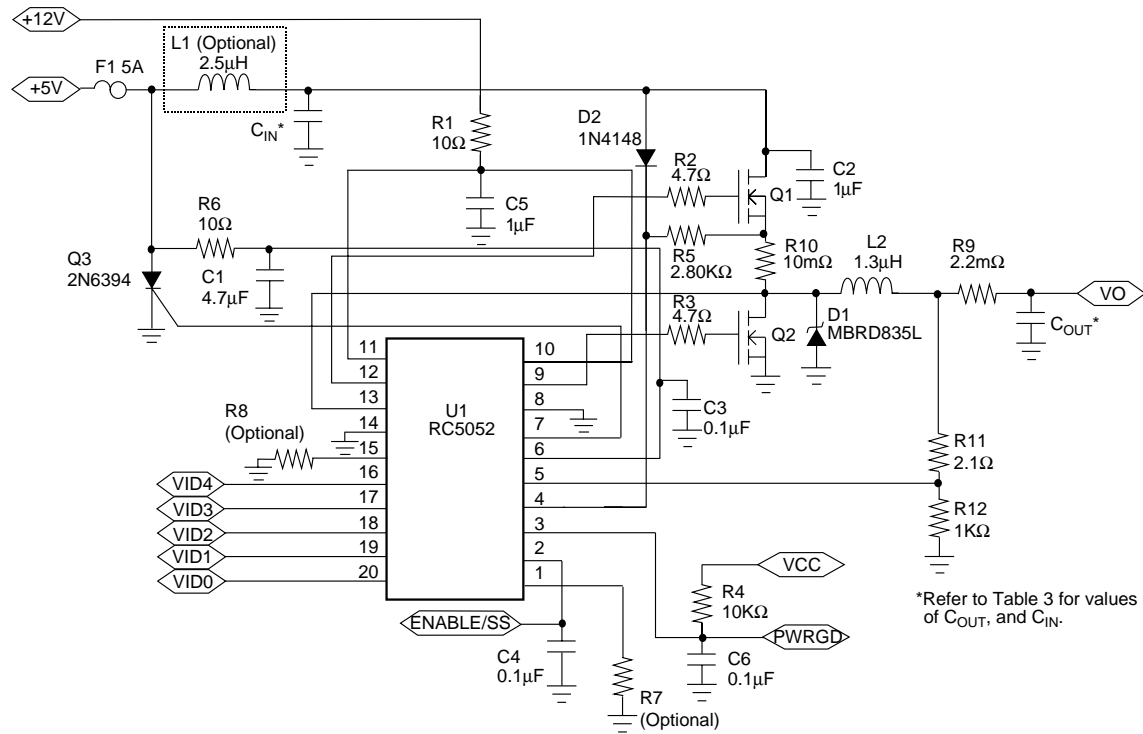 +12V
L1 (Optional)
2.5µH
F1 5A
+5V
CIN*
R1
10Ω
D2
1N4148
R2
4.7Ω
C2
1µF
Q1
C5
1µF
R6
10Ω
Q3
2N6394
C1
4.7µF
R5
2.80KΩ
R10
10mΩ
L2
1.3µH
R9
2.2mΩ
VO
COUT*
R3
4.7Ω
Q2
D1
MBRD835L
11
12
13
14
15
16
17
18
19
20
U1
RC5052
10
9
8
7
6
5
4
3
2
1
C3
0.1µF
R8
(Optional)
VID4
VID3
VID2
VID1
VID0
R11
2.1Ω
R12
1KΩ
VCC
R4
10KΩ
PWRGD
ENABLE/SS
C4
0.1µF
R7
(Optional)
C6
0.1µF
*Refer to Table 3 for values
of COUT, and CIN.